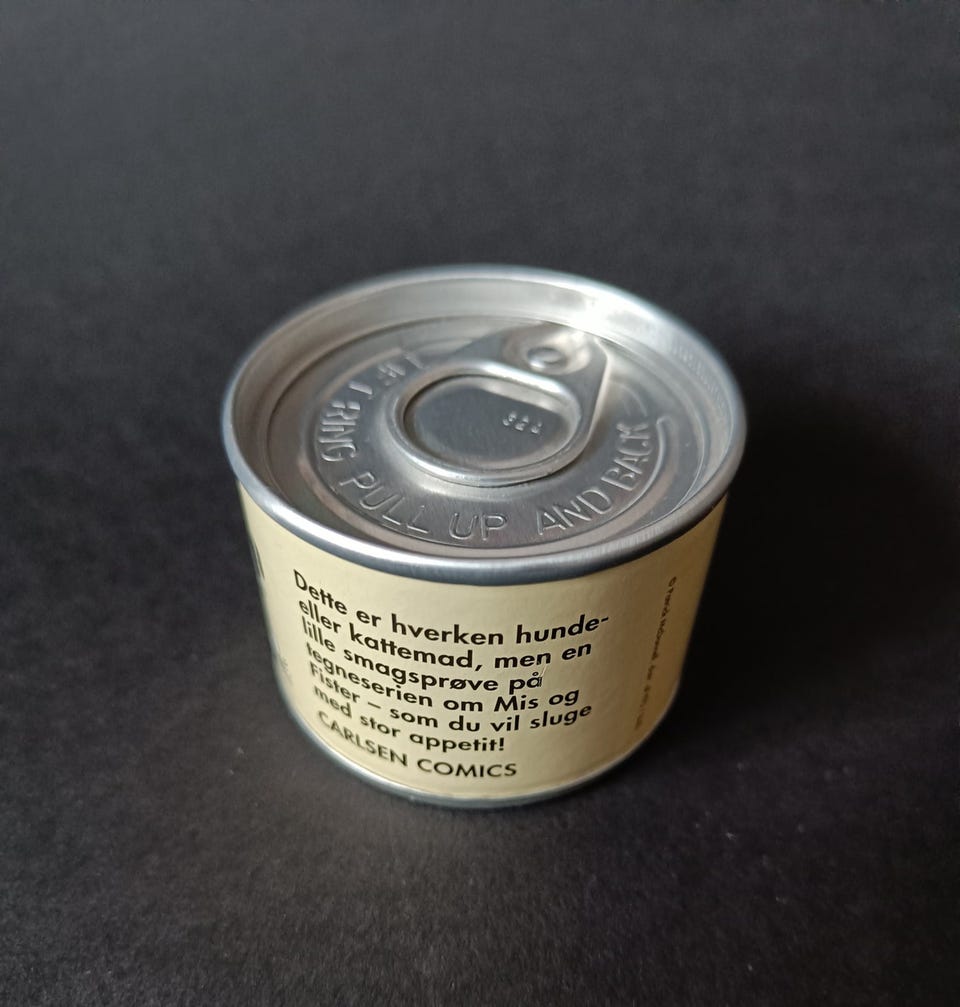 LIFT RING PULL UP AND BACK
Dette er hverken hunde-
eller kattemad, men en
lille smagsprøve på
tegneserien om Mis og
Fister – som du vil sluge
med stor appetit!
CARLSEN COMICS